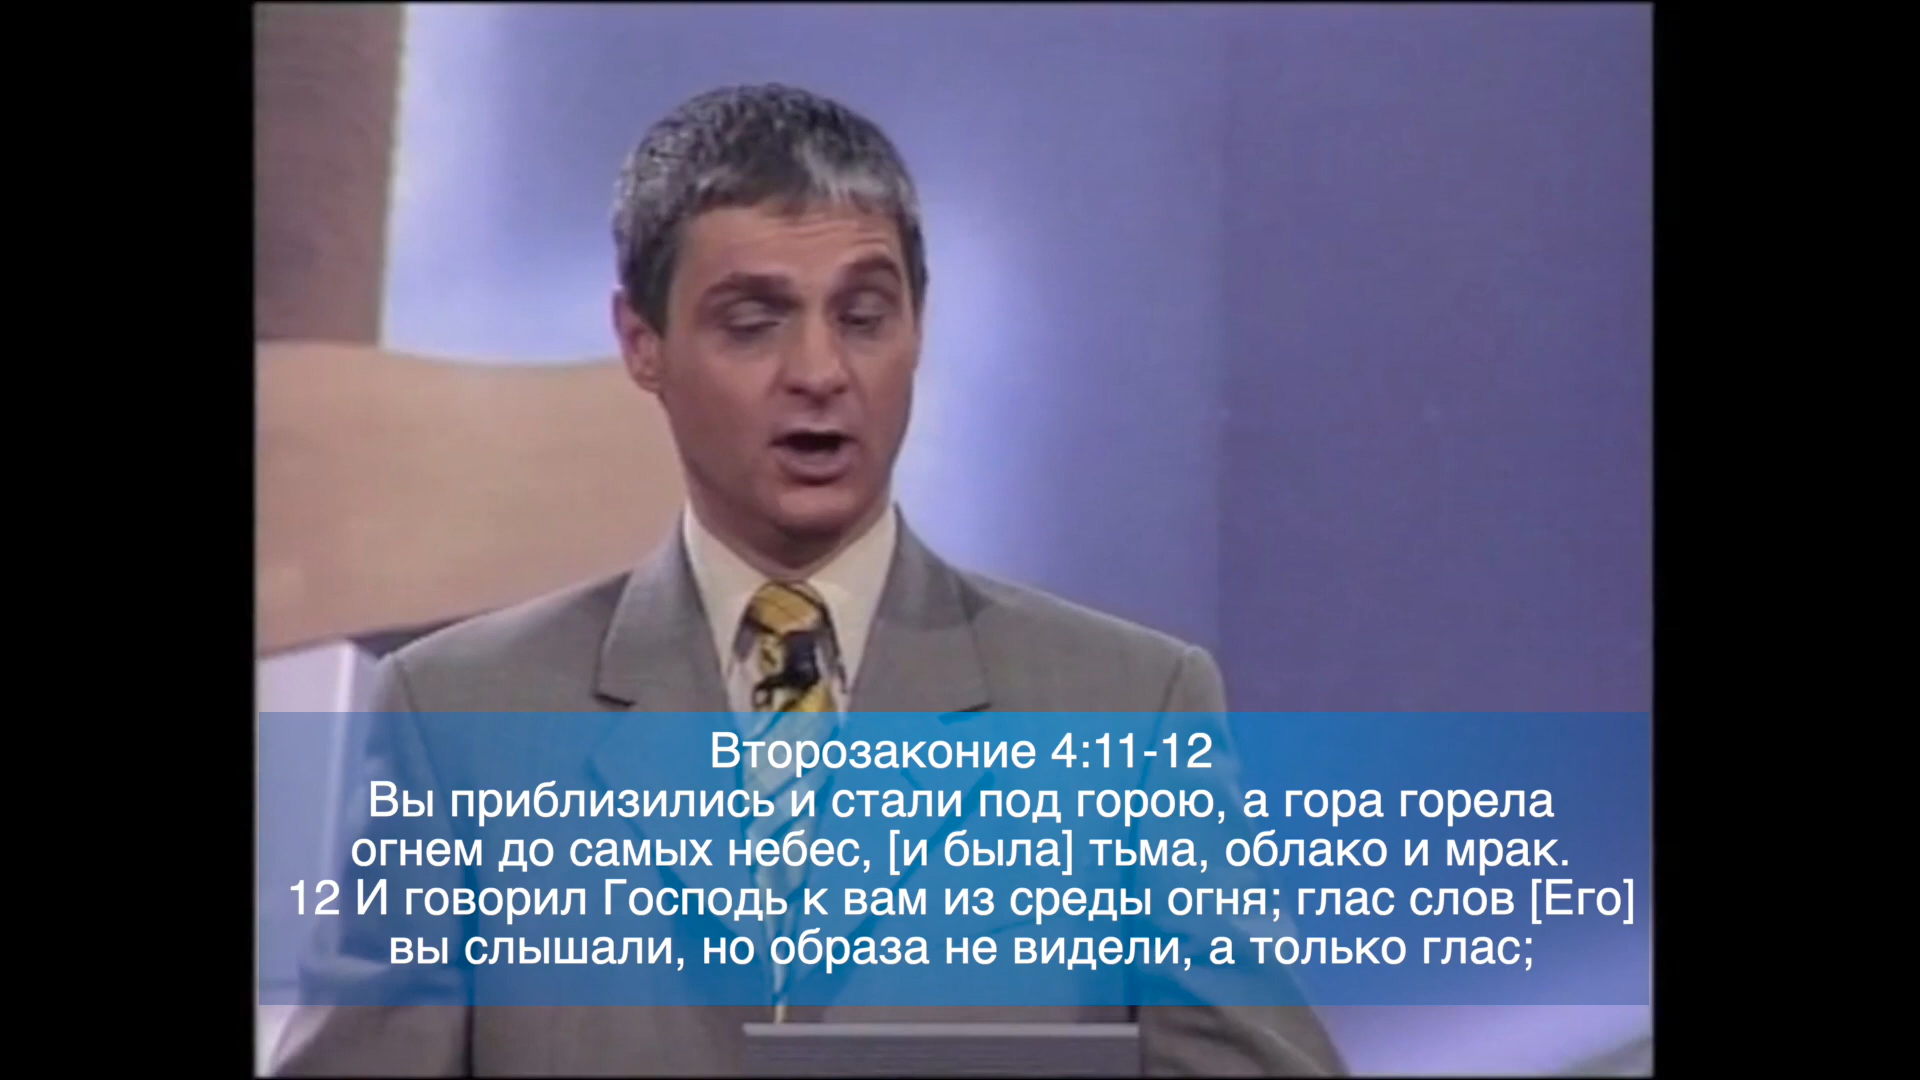 Второзаконие 4:11-12
Вы приблизились и стали под горою, а гора горела
огнем до самых небес, [и была] тьма, облако и мрак.
12 И говорил Господь к вам из среды огня; глас слов [Его]
вы слышали, но образа не видели, а только глас;